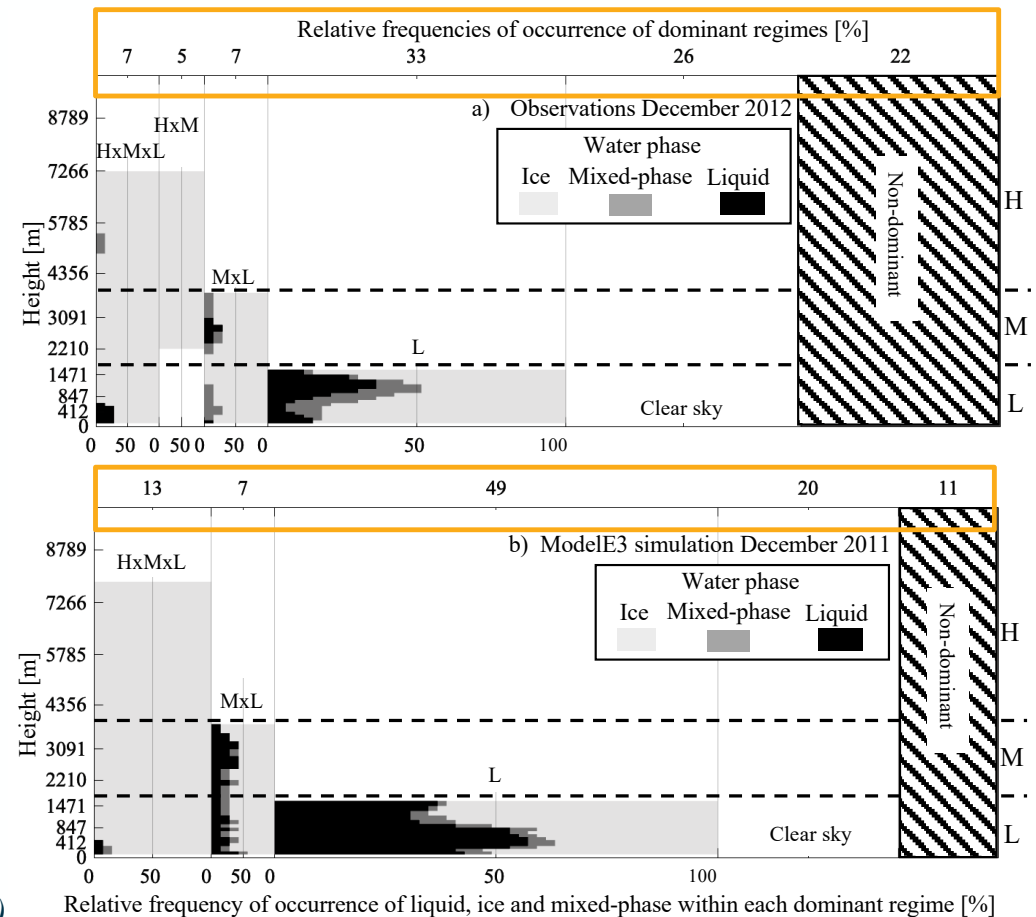 Relative frequencies of occurrence of dominant regimes [%]
7 5 7 33 26 22
a) Observations December 2012
8789
HxM
HxMxL
Water phase
Ice Mixed-phase Liquid
7266
H
5785
Non-dominant
Height [m]
4356
MxL
3091
M
2210
L
1471
847
Clear sky
L
412
0
0 50 0 50 0 50 0 50 100
13 7 49 20 11
b) ModelE3 simulation December 2011
8789
HxMxL
Water phase
Ice Mixed-phase Liquid
7266
H
5785
Non-dominant
Height [m]
4356
MxL
3091
M
2210
L
1471
847
Clear sky
L
412
0
0 50 0 50 0 50 100
) Relative frequency of occurrence of liquid, ice and mixed-phase within each dominant regime [%]